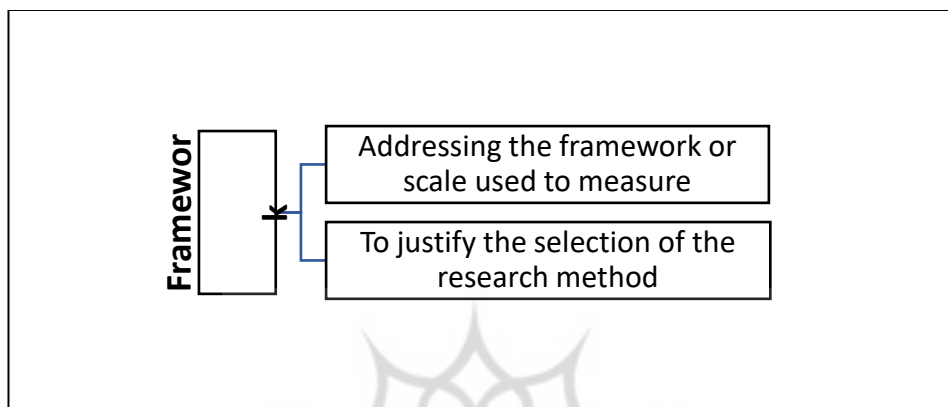 Framewor
k
Addressing the framework or
scale used to measure
To justify the selection of the
research method